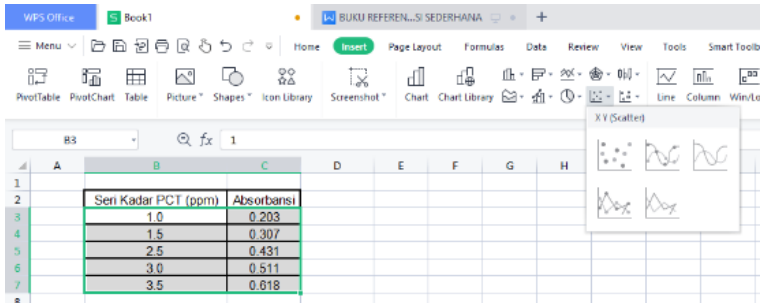 WPS Office Book1 BUKU REFEREN...SI SEDERHANA
Menu Home Insert Page Layout Formulas Data Review View Tools Smart Toolb
PivotTable PivotChart Table Picture Shapes Icon Library Screenshot Chart Chart Library Line Column Win/Lo
X Y (Scatter)
B3 fx 1
A B C D E F G H
1
2 Seri Kadar PCT (ppm) Absorbansi
3 1.0 0.203
4 1.5 0.307
5 2.5 0.431
6 3.0 0.511
7 3.5 0.618
8